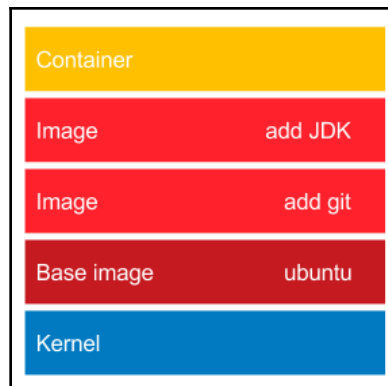 Container
Image add JDK
Image add git
Base image ubuntu
Kernel